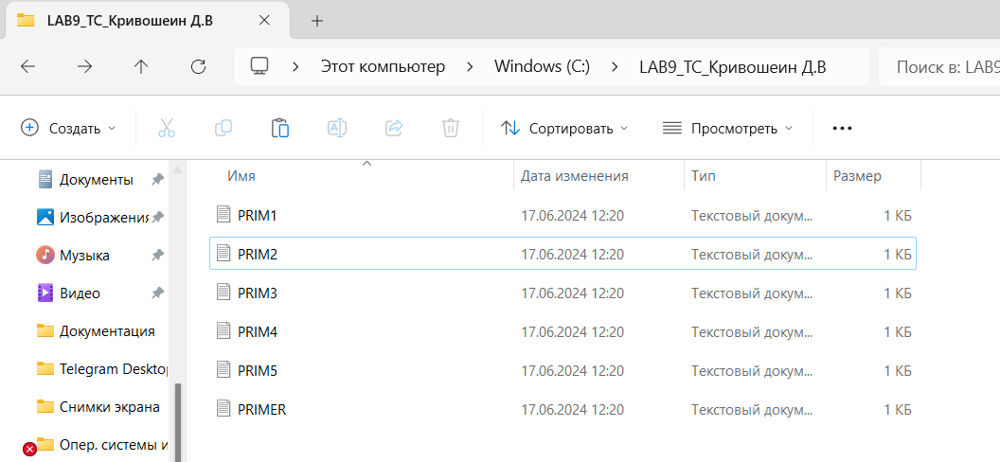 LAB9_TC_Кривошеин Д.В
Этот компьютер > Windows (C:) > LAB9_TC_Кривошеин Д.В
Поиск в: LAB9
Создать
Сортировать
Просмотреть
Документы
Изображения
Музыка
Видео
Документация
Telegram Desktop
Снимки экрана
Опер. системы и
Имя Дата изменения Тип Размер
PRIM1 17.06.2024 12:20 Текстовый докум... 1 КБ
PRIM2 17.06.2024 12:20 Текстовый докум... 1 КБ
PRIM3 17.06.2024 12:20 Текстовый докум... 1 КБ
PRIM4 17.06.2024 12:20 Текстовый докум... 1 КБ
PRIM5 17.06.2024 12:20 Текстовый докум... 1 КБ
PRIMER 17.06.2024 12:20 Текстовый докум... 1 КБ